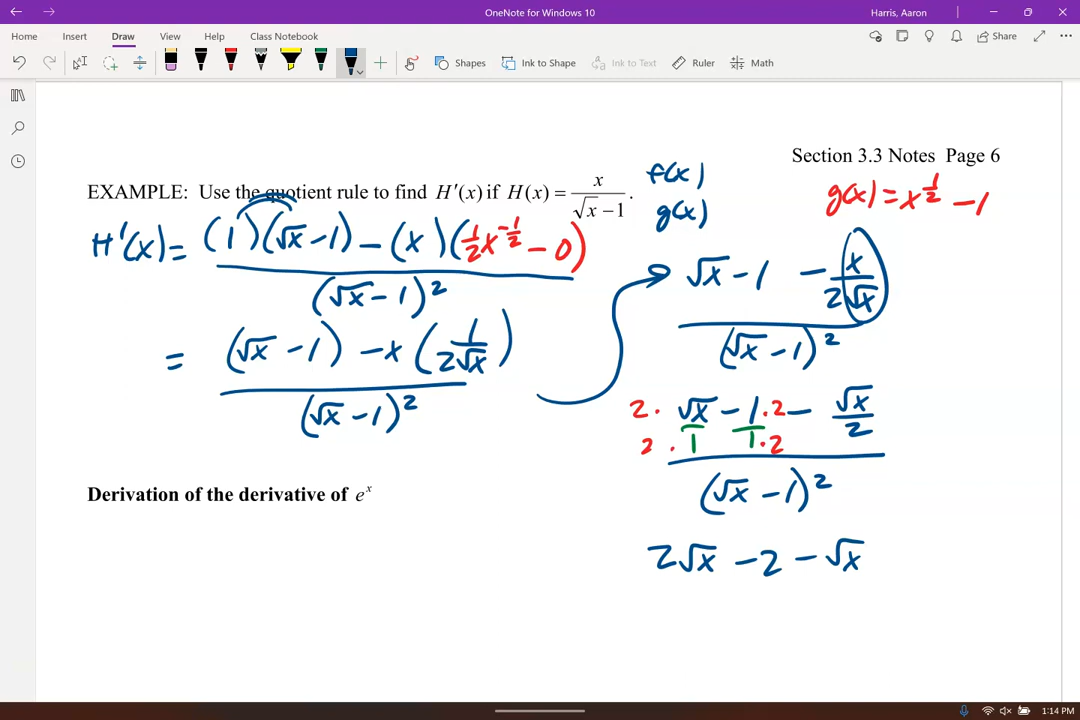 OneNote for Windows 10
Harris, Aaron
Home Insert Draw View Help Class Notebook
Share
Shapes Ink to Shape Ink to Text Ruler Math
Section 3.3 Notes Page 6
EXAMPLE: Use the quotient rule to find H'(x) if H(x) = x / (√x − 1).
f(x)
g(x)
g(x) = x^(1/2) − 1
H'(x) = ((1)(√x − 1) − (x)(1/2 x^(-1/2) − 0)) / (√x − 1)^2
= ((√x − 1) − x(1/(2√x))) / (√x − 1)^2
(√x − 1 − x/(2√x)) / (√x − 1)^2
(2·√x/2·1 − 1·2/1·2 − √x/2) / (√x − 1)^2
2√x − 2 − √x
Derivation of the derivative of e^x
1:14 PM